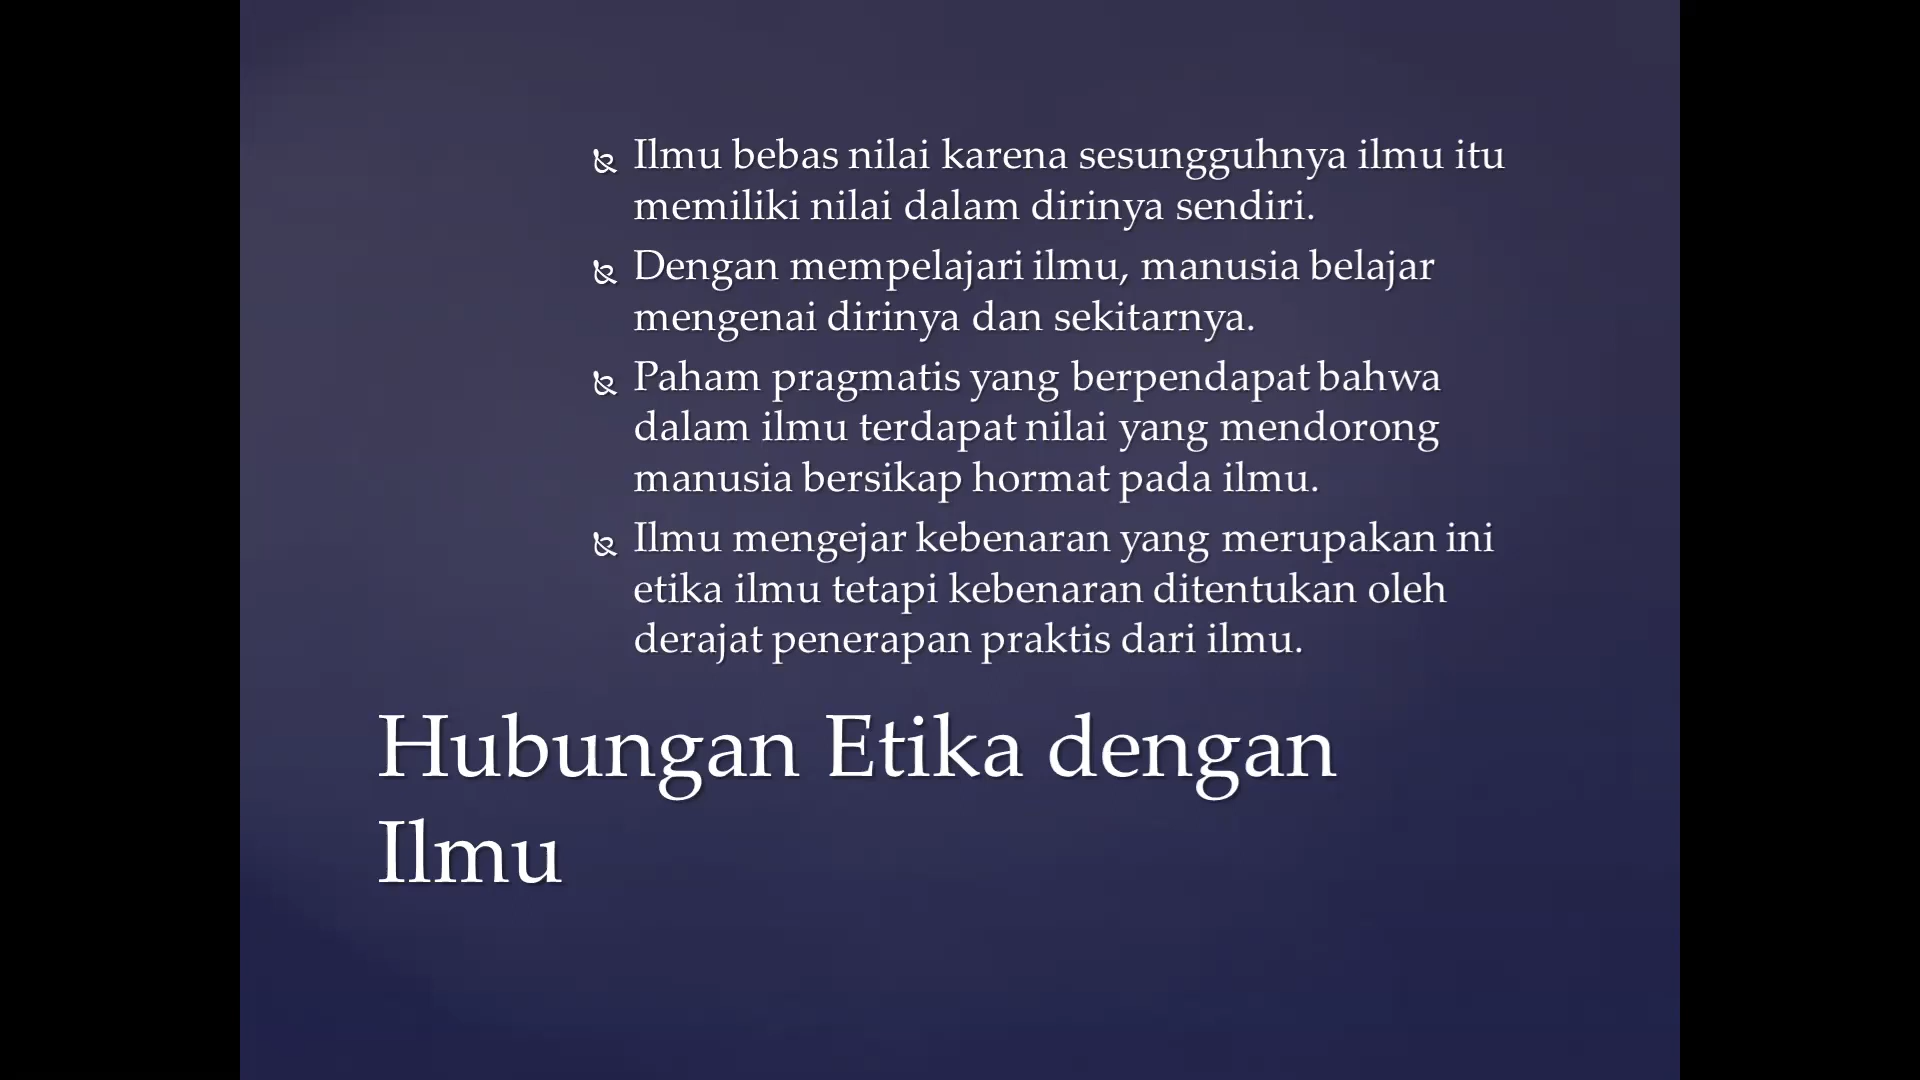 Ilmu bebas nilai karena sesungguhnya ilmu itu
memiliki nilai dalam dirinya sendiri.
Dengan mempelajari ilmu, manusia belajar
mengenai dirinya dan sekitarnya.
Paham pragmatis yang berpendapat bahwa
dalam ilmu terdapat nilai yang mendorong
manusia bersikap hormat pada ilmu.
Ilmu mengejar kebenaran yang merupakan ini
etika ilmu tetapi kebenaran ditentukan oleh
derajat penerapan praktis dari ilmu.
Hubungan Etika dengan
Ilmu